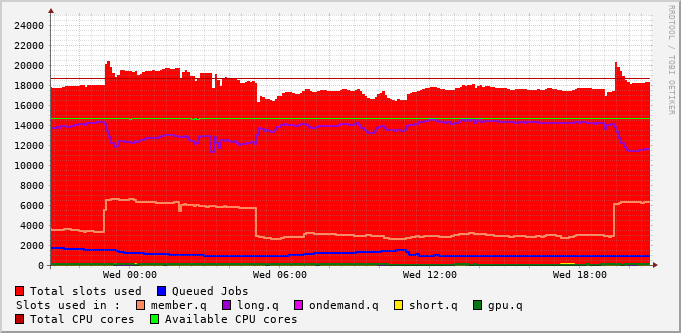 24000
22000
20000
18000
16000
14000
12000
10000
8000
6000
4000
2000
0
Wed 00:00 Wed 06:00 Wed 12:00 Wed 18:00
RRDTOOL / TOBI OETIKER
Total slots used Queued Jobs
Slots used in : member.q long.q ondemand.q short.q gpu.q
Total CPU cores Available CPU cores